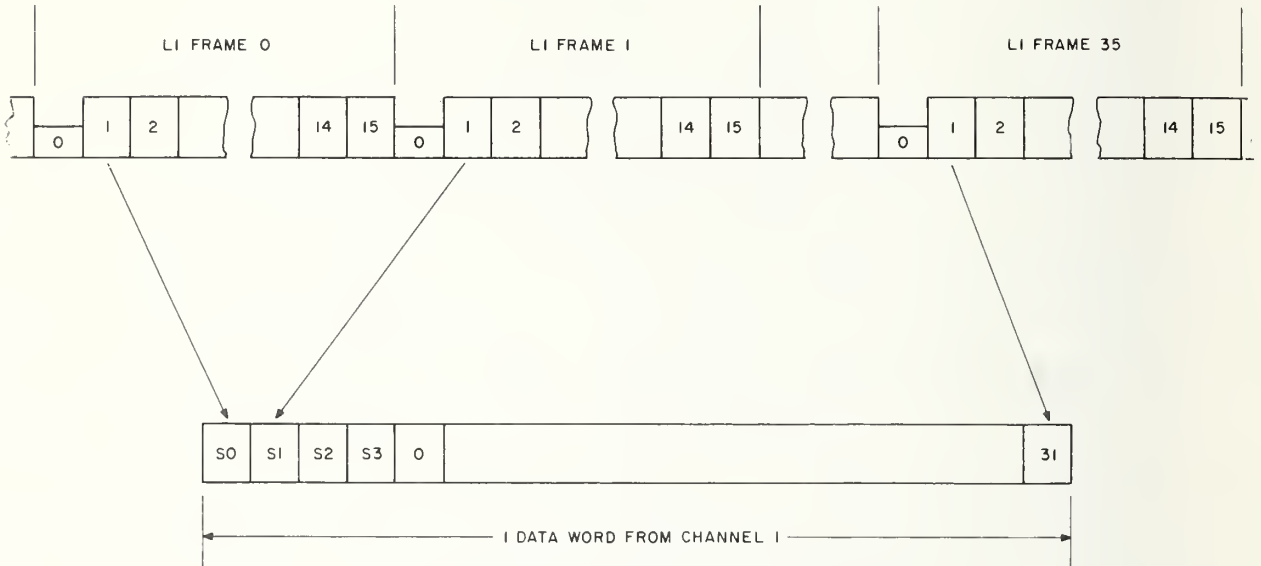 L1 FRAME 0 L1 FRAME 1 L1 FRAME 35
0 1 2 14 15 0 1 2 14 15 0 1 2 14 15
S0 S1 S2 S3 0 31
1 DATA WORD FROM CHANNEL 1